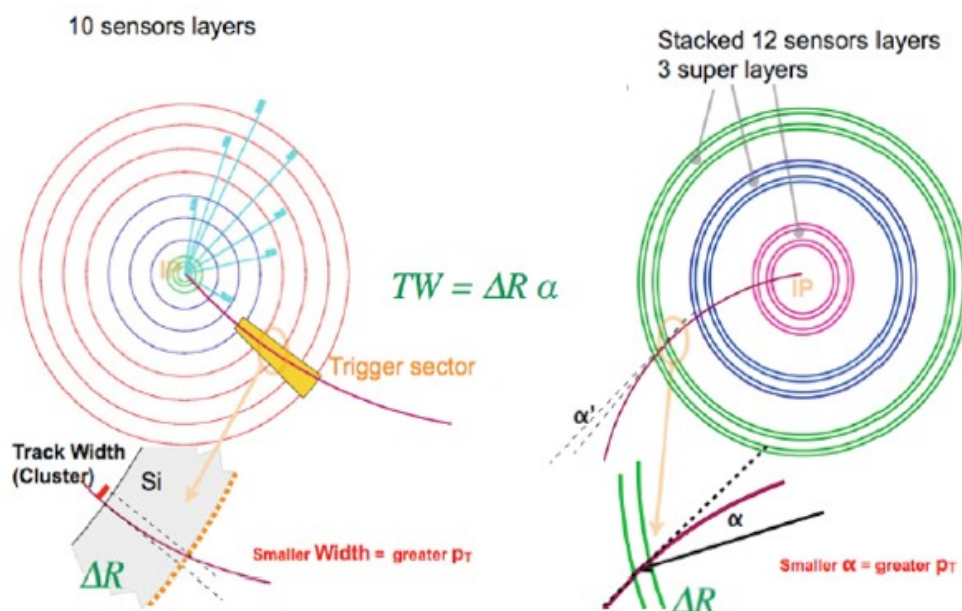 10 sensors layers
Stacked 12 sensors layers
3 super layers
IP
IP
TW = ΔR α
Trigger sector
α'
Track Width
(Cluster)
Si
α
Smaller Width = greater pT
Smaller α = greater pT
ΔR
ΔR